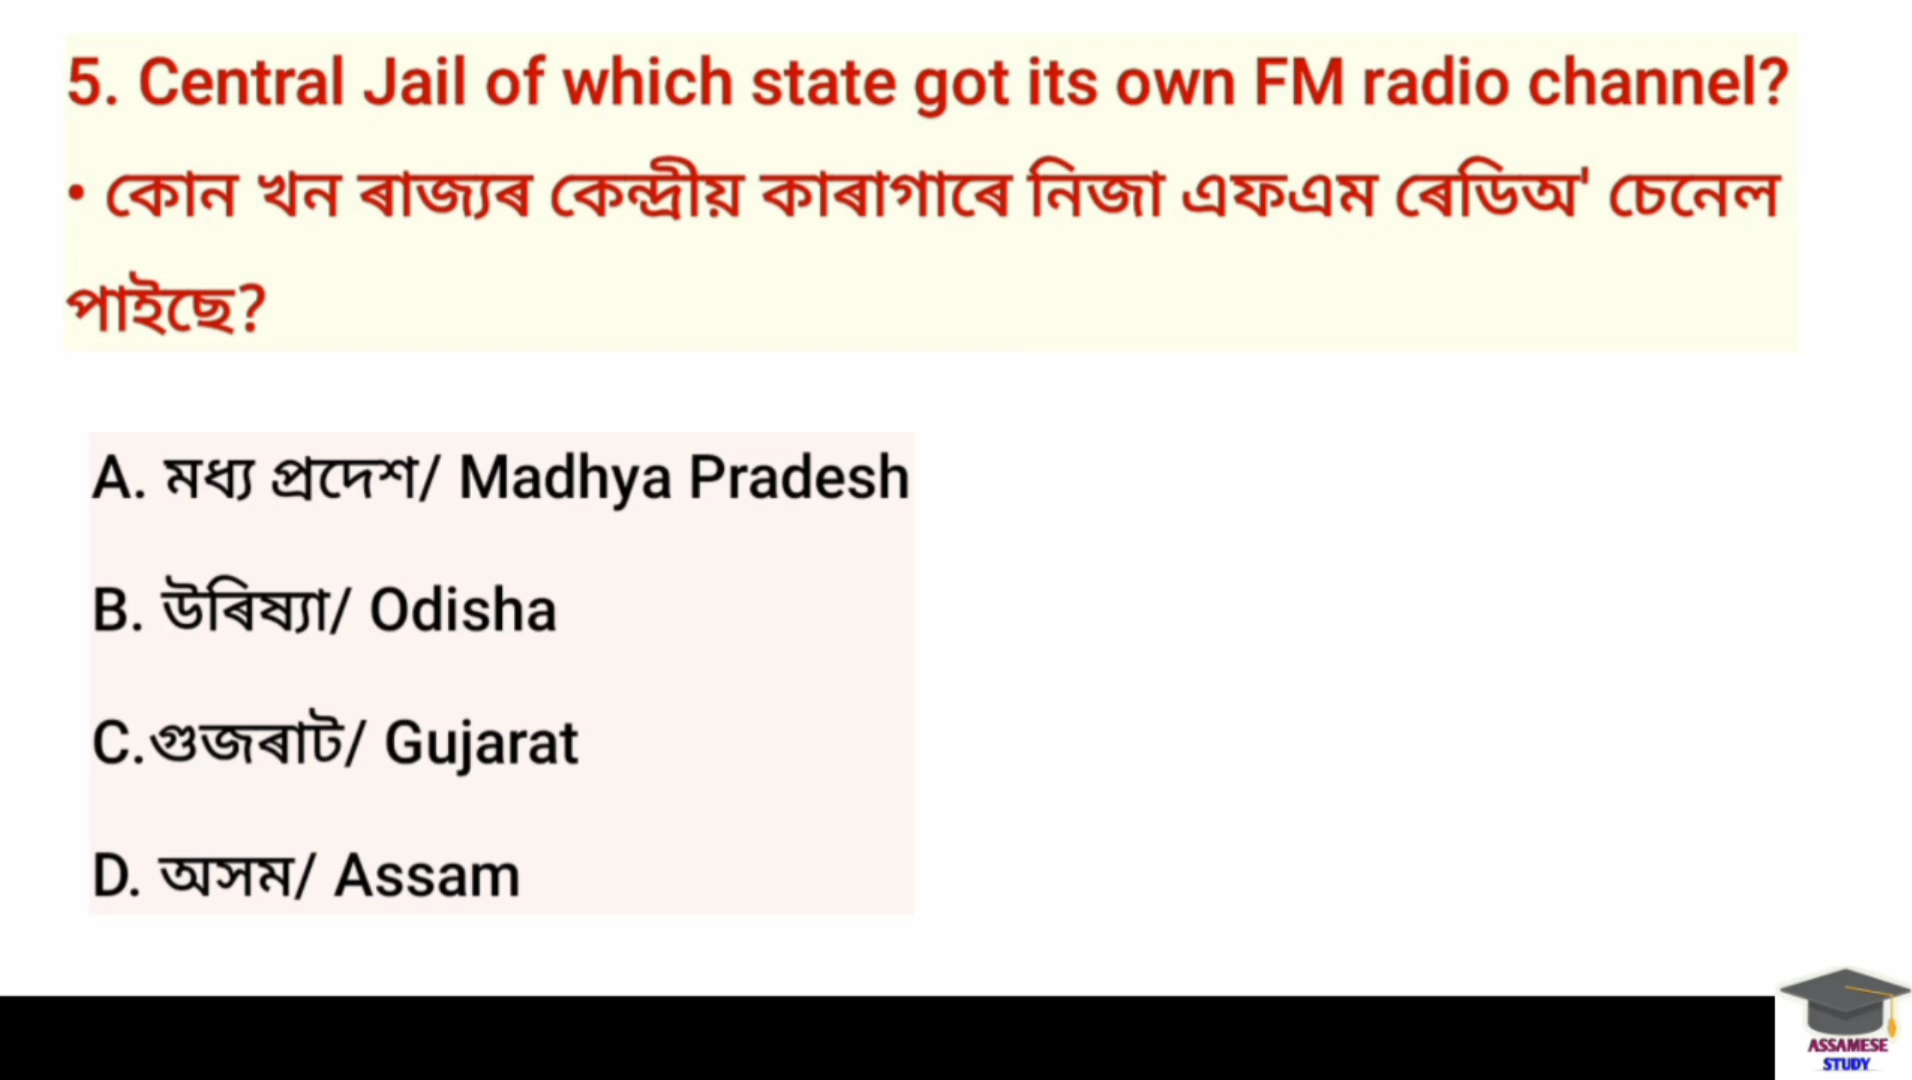 5. Central Jail of which state got its own FM radio channel?
• কোন খন ৰাজ্যৰ কেন্দ্ৰীয় কাৰাগাৰে নিজা এফএম ৰেডিঅ' চেনেল
পাইছে?
A. মধ্য প্ৰদেশ/ Madhya Pradesh
B. উৰিষ্যা/ Odisha
C.গুজৰাট/ Gujarat
D. অসম/ Assam
ASSAMESE
STUDY